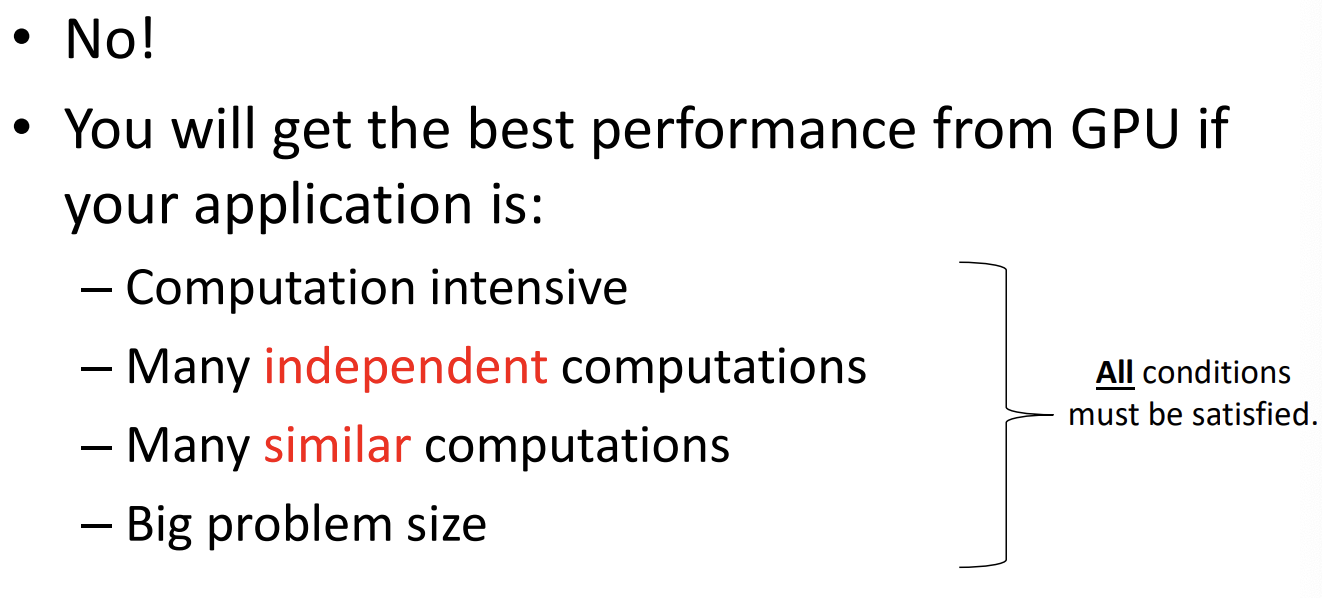 • No!
• You will get the best performance from GPU if
your application is:
– Computation intensive
– Many independent computations
– Many similar computations
– Big problem size
All conditions
must be satisfied.